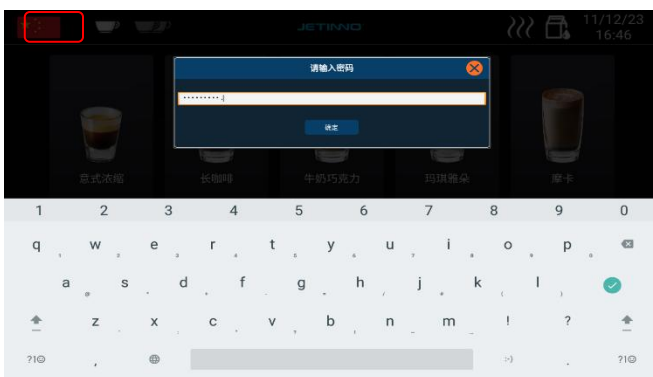 JETINNO
11/12/23
16:46
请输入密码
确定
意式浓缩 长咖啡 牛奶巧克力 玛琪雅朵 摩卡
1 2 3 4 5 6 7 8 9 0
q w e r t y u i o p
a s d f g h j k l
z x c v b n m ! ?
?1☺ , :-) . ?1☺